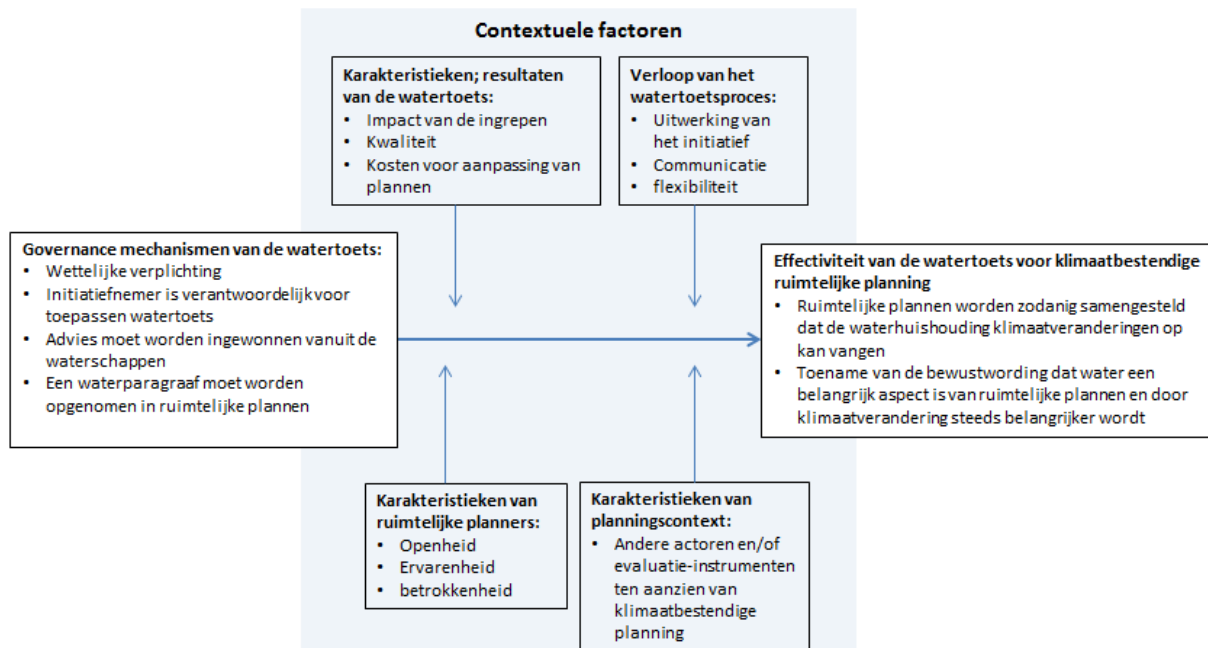 Contextuele factoren
Karakteristieken; resultaten
van de watertoets:
• Impact van de ingrepen
• Kwaliteit
• Kosten voor aanpassing van
plannen
Verloop van het
watertoetsproces:
• Uitwerking van
het initiatief
• Communicatie
• flexibiliteit
Governance mechanismen van de watertoets:
• Wettelijke verplichting
• Initiatiefnemer is verantwoordelijk voor
toepassen watertoets
• Advies moet worden ingewonnen vanuit de
waterschappen
• Een waterparagraaf moet worden
opgenomen in ruimtelijke plannen
Effectiviteit van de watertoets voor klimaatbestendige
ruimtelijke planning
• Ruimtelijke plannen worden zodanig samengesteld
dat de waterhuishouding klimaatveranderingen op
kan vangen
• Toename van de bewustwording dat water een
belangrijk aspect is van ruimtelijke plannen en door
klimaatverandering steeds belangrijker wordt
Karakteristieken van
ruimtelijke planners:
• Openheid
• Ervarenheid
• betrokkenheid
Karakteristieken van
planningscontext:
• Andere actoren en/of
evaluatie-instrumenten
ten aanzien van
klimaatbestendige
planning